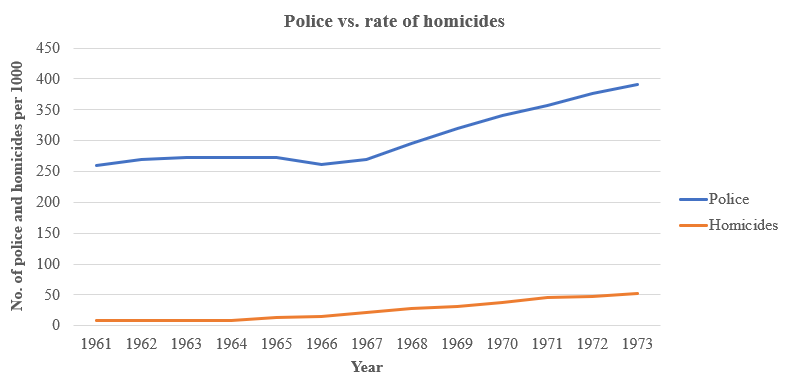 Police vs. rate of homicides
No. of police and homicides per 1000
450
400
350
300
250
200
150
100
50
0
1961 1962 1963 1964 1965 1966 1967 1968 1969 1970 1971 1972 1973
Year
Police
Homicides